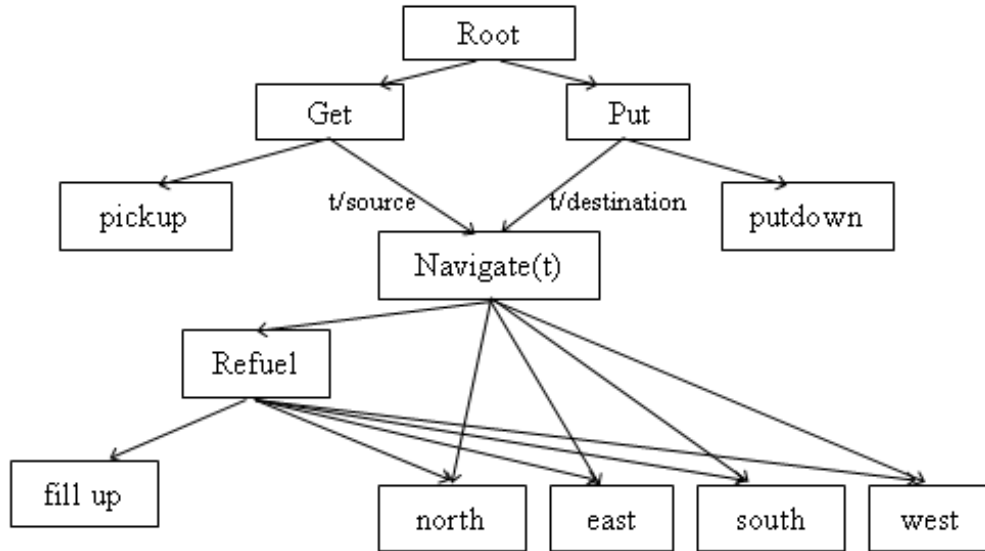 Root
Get
Put
pickup
t/source
t/destination
putdown
Navigate(t)
Refuel
fill up
north
east
south
west